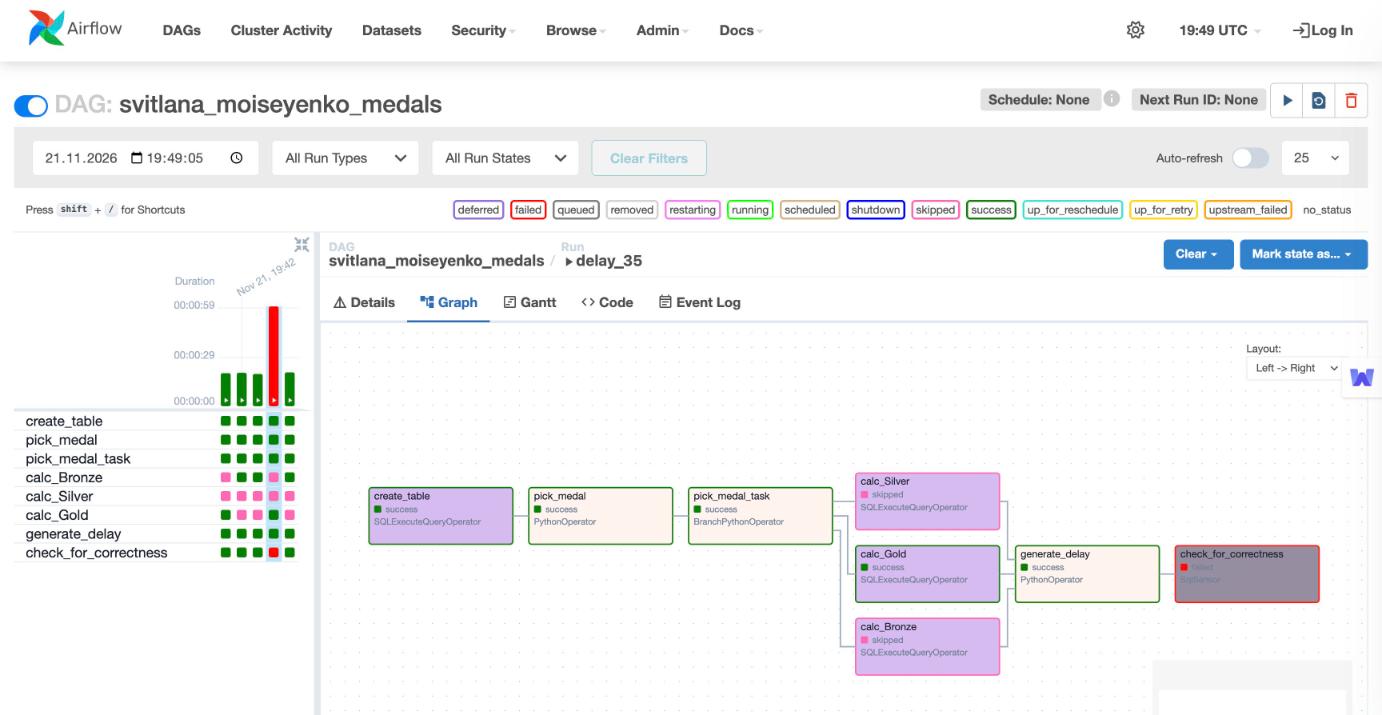 Airflow
DAGs Cluster Activity Datasets Security Browse Admin Docs 19:49 UTC Log In
DAG: svitlana_moiseyenko_medals
Schedule: None Next Run ID: None
21.11.2026 19:49:05 All Run Types All Run States Clear Filters Auto-refresh 25
Press shift + / for Shortcuts
deferred failed queued removed restarting running scheduled shutdown skipped success up_for_reschedule up_for_retry upstream_failed no_status
DAG
svitlana_moiseyenko_medals /
Run
delay_35
Clear Mark state as...
Details Graph Gantt Code Event Log
Duration
Nov 21, 19:42
00:00:59
00:00:29
00:00:00
create_table
pick_medal
pick_medal_task
calc_Bronze
calc_Silver
calc_Gold
generate_delay
check_for_correctness
Layout:
Left -> Right
create_table
success
SQLExecuteQueryOperator
pick_medal
success
PythonOperator
pick_medal_task
success
BranchPythonOperator
calc_Silver
skipped
SQLExecuteQueryOperator
calc_Gold
success
SQLExecuteQueryOperator
calc_Bronze
skipped
SQLExecuteQueryOperator
generate_delay
success
PythonOperator
check_for_correctness
failed
SqlSensor